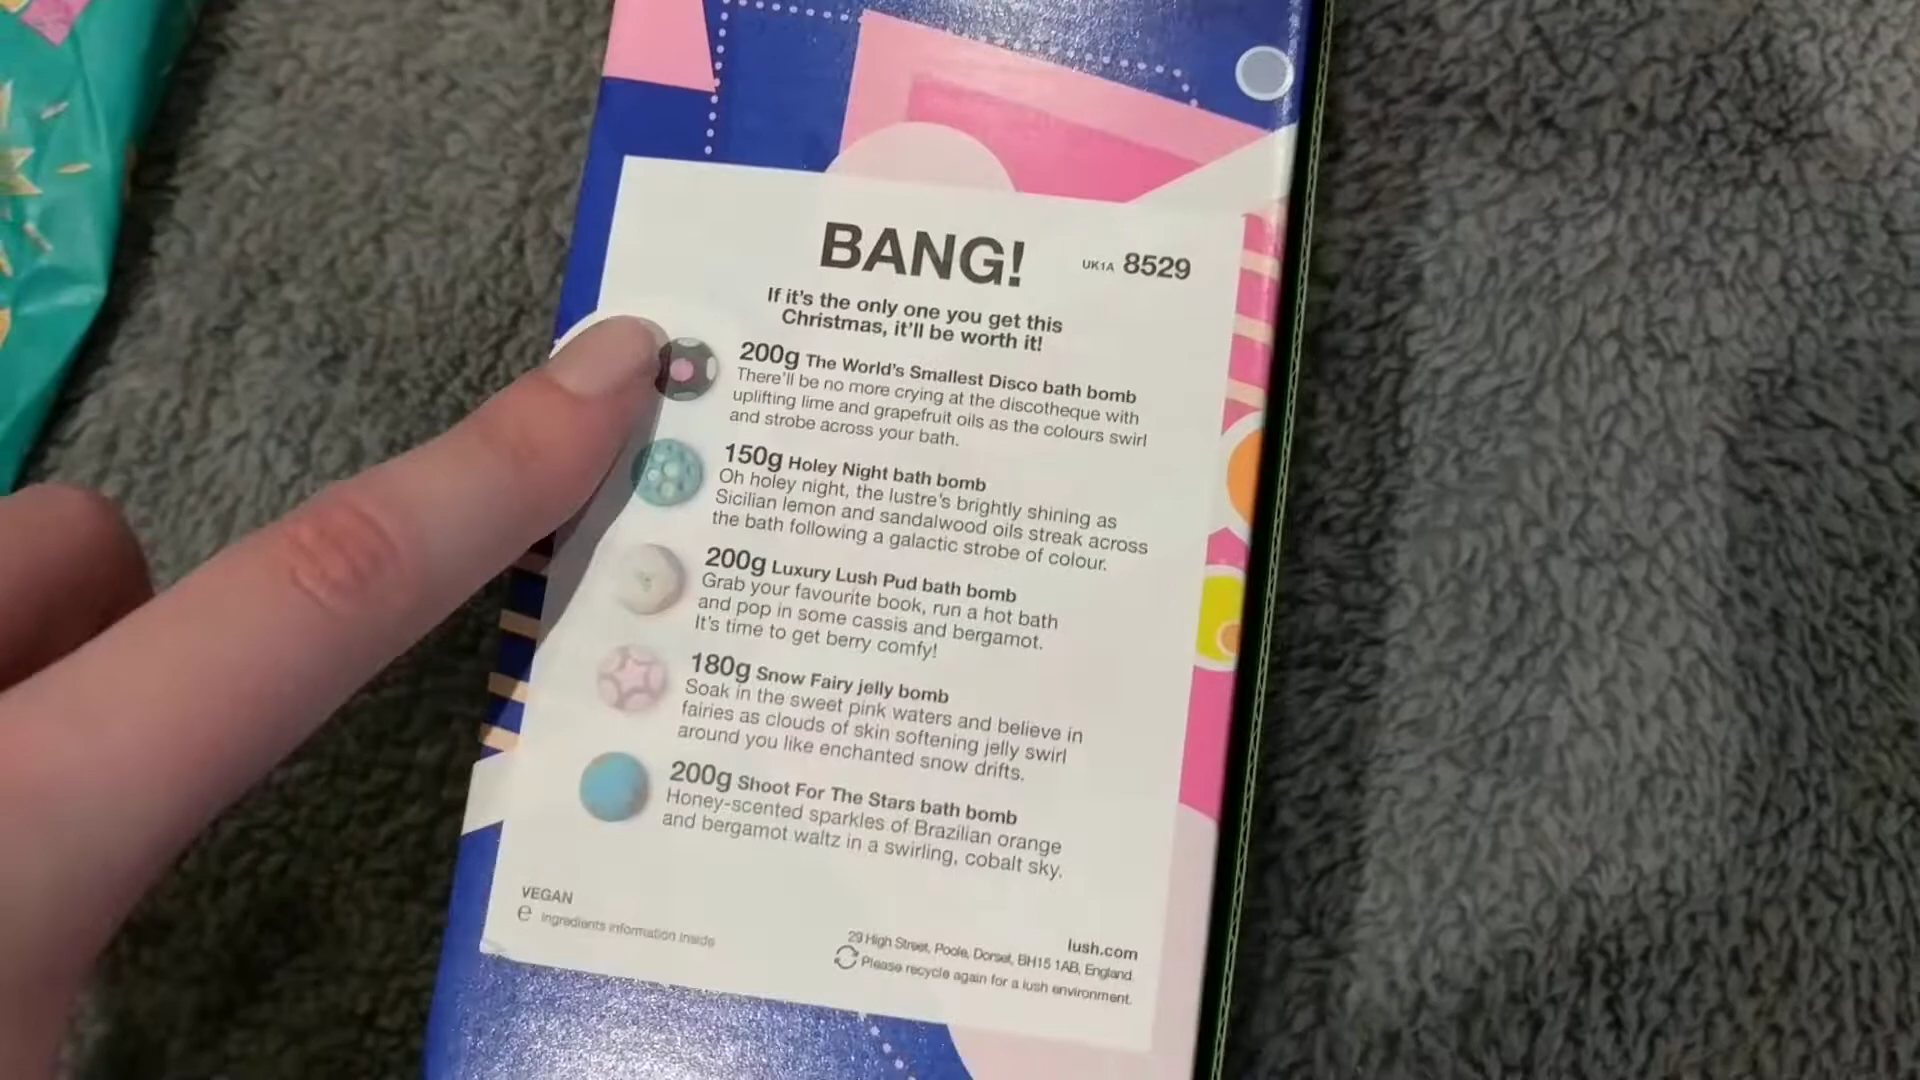 BANG!
UK1A 8529
If it's the only one you get this
Christmas, it'll be worth it!
200g The World's Smallest Disco bath bomb
There'll be no more crying at the discotheque with
uplifting lime and grapefruit oils as the colours swirl
and strobe across your bath.
150g Holey Night bath bomb
Oh holey night, the lustre's brightly shining as
Sicilian lemon and sandalwood oils streak across
the bath following a galactic strobe of colour.
200g Luxury Lush Pud bath bomb
Grab your favourite book, run a hot bath
and pop in some cassis and bergamot.
It's time to get berry comfy!
180g Snow Fairy jelly bomb
Soak in the sweet pink waters and believe in
fairies as clouds of skin softening jelly swirl
around you like enchanted snow drifts.
200g Shoot For The Stars bath bomb
Honey-scented sparkles of Brazilian orange
and bergamot waltz in a swirling, cobalt sky.
VEGAN
e Ingredients information inside
lush.com
29 High Street, Poole, Dorset, BH15 1AB, England.
Please recycle again for a lush environment.